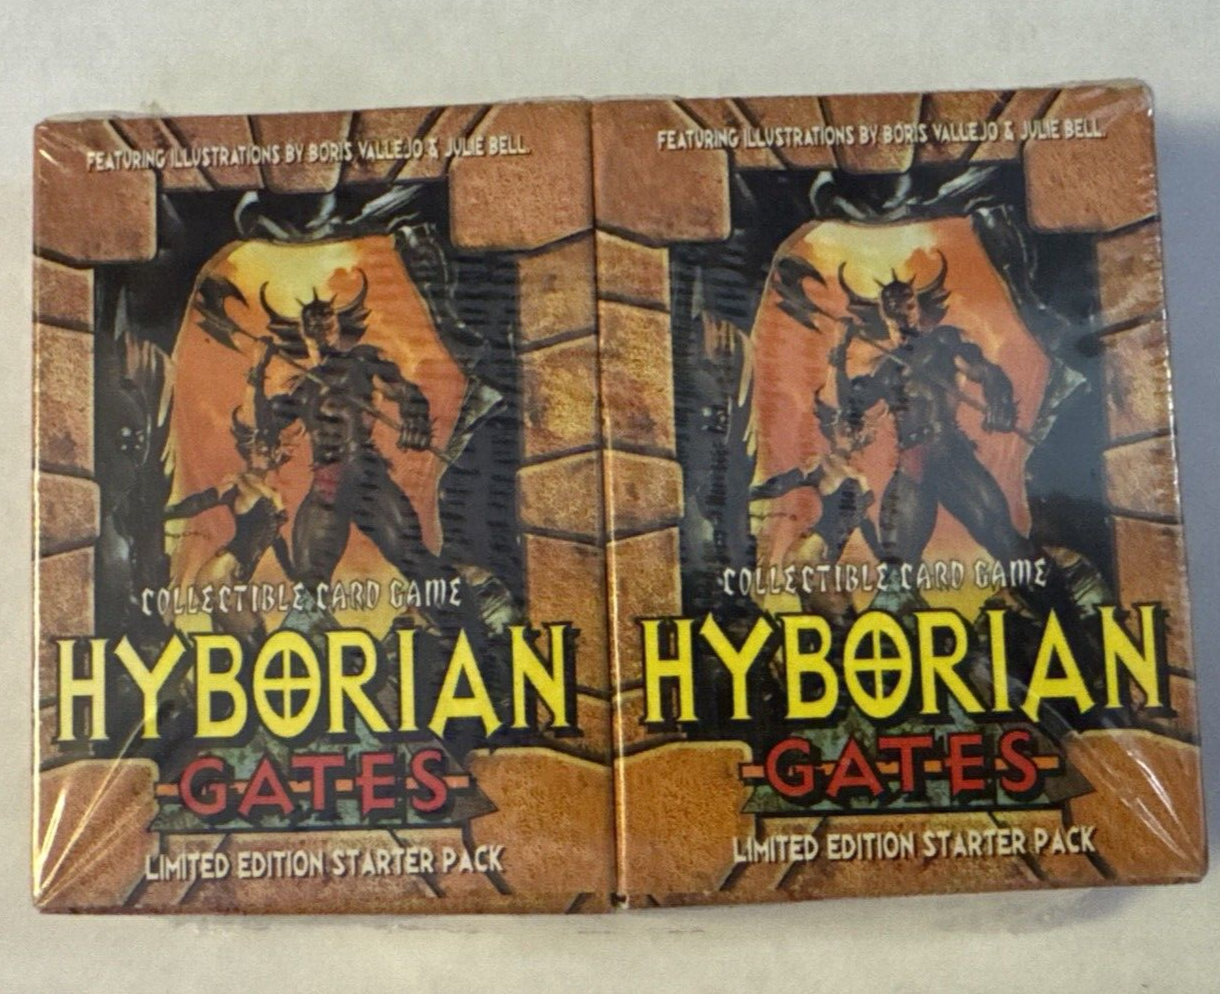 FEATURING ILLUSTRATIONS BY BORIS VALLEJO & JULIE BELL.
COLLECTIBLE CARD GAME
HYBORIAN
GATES
LIMITED EDITION STARTER PACK
FEATURING ILLUSTRATIONS BY BORIS VALLEJO & JULIE BELL.
COLLECTIBLE CARD GAME
HYBORIAN
GATES
LIMITED EDITION STARTER PACK